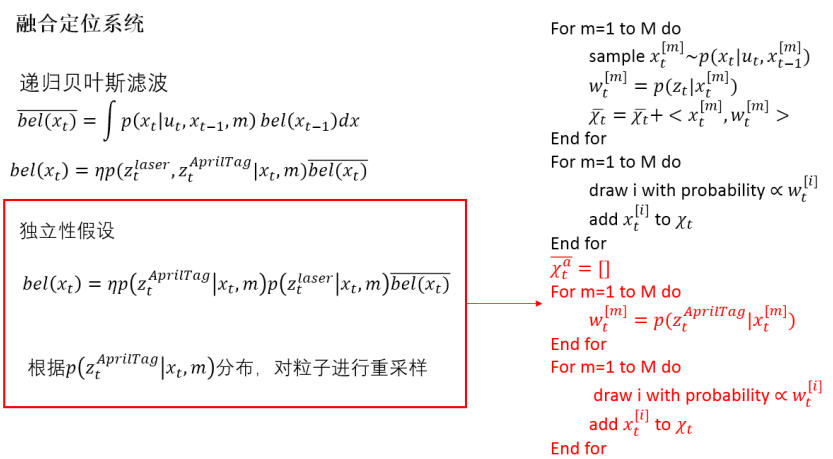 融合定位系统
递归贝叶斯滤波
$\overline{bel(x_t)} = \int p(x_t|u_t, x_{t-1}, m)\, bel(x_{t-1})dx$
$bel(x_t) = \eta p(z_t^{laser}, z_t^{AprilTag}|x_t, m)\overline{bel(x_t)}$
独立性假设
$bel(x_t) = \eta p(z_t^{AprilTag}|x_t, m)p(z_t^{laser}|x_t, m)\overline{bel(x_t)}$
根据$p(z_t^{AprilTag}|x_t, m)$分布，对粒子进行重采样
For m=1 to M do
sample $x_t^{[m]} \sim p(x_t|u_t, x_{t-1}^{[m]})$
$w_t^{[m]} = p(z_t|x_t^{[m]})$
$\overline{\chi}_t = \overline{\chi}_t + < x_t^{[m]}, w_t^{[m]} >$
End for
For m=1 to M do
draw i with probability $\propto w_t^{[i]}$
add $x_t^{[i]}$ to $\chi_t$
End for
$\overline{\chi_t^a} = []$
For m=1 to M do
$w_t^{[m]} = p(z_t^{AprilTag}|x_t^{[m]})$
End for
For m=1 to M do
draw i with probability $\propto w_t^{[i]}$
add $x_t^{[i]}$ to $\chi_t$
End for